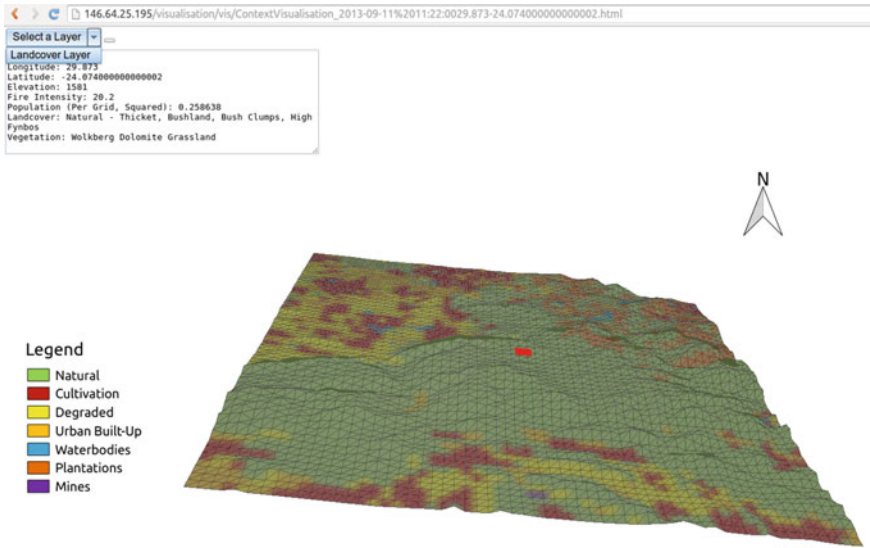 146.64.25.195/visualisation/vis/ContextVisualisation_2013-09-11%2011:22:0029.873-24.074000000000002.html
Select a Layer
Landcover Layer
Longitude: 29.873
Latitude: -24.074000000000002
Elevation: 1581
Fire Intensity: 20.2
Population (Per Grid, Squared): 0.258638
Landcover: Natural - Thicket, Bushland, Bush Clumps, High
Fynbos
Vegetation: Wolkberg Dolomite Grassland
N
Legend
Natural
Cultivation
Degraded
Urban Built-Up
Waterbodies
Plantations
Mines